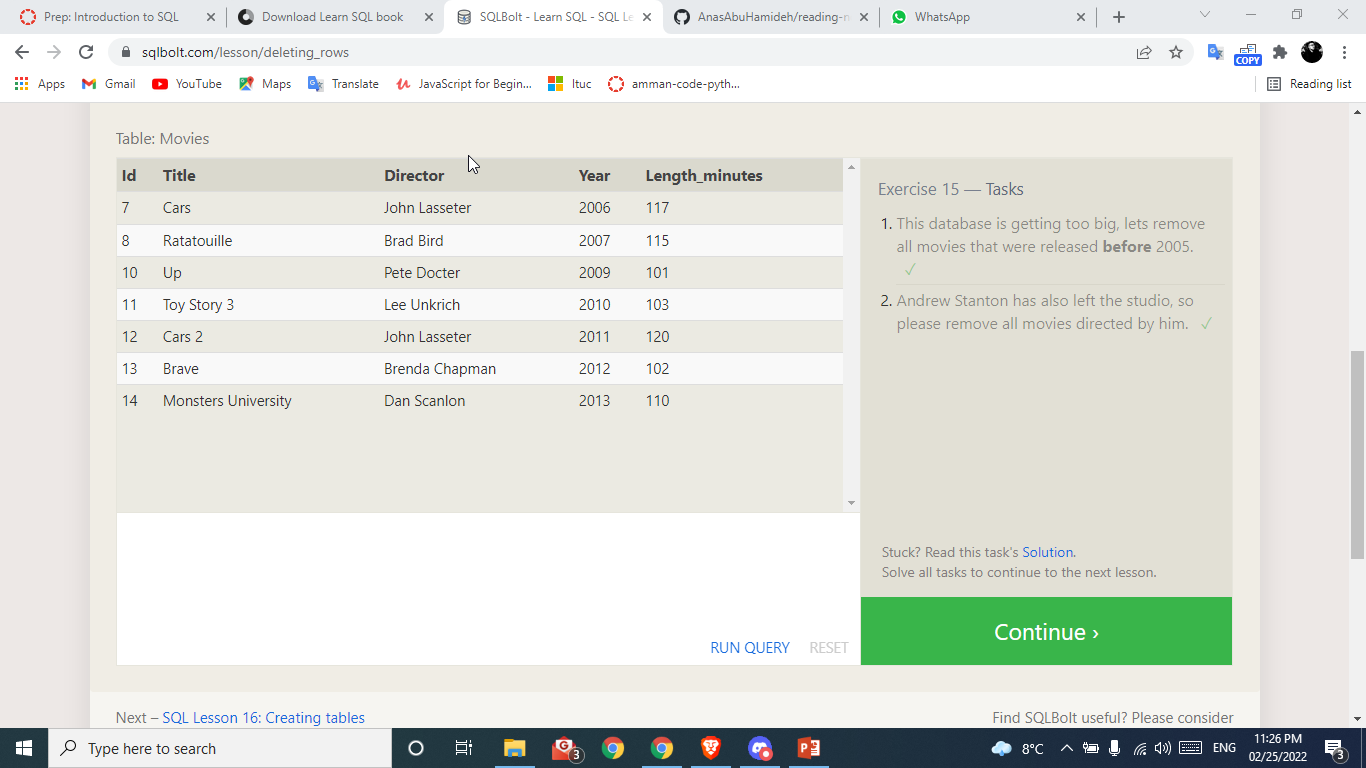 Prep: Introduction to SQL
Download Learn SQL book
SQLBolt - Learn SQL - SQL Le
AnasAbuHamideh/reading-n
WhatsApp
sqlbolt.com/lesson/deleting_rows
COPY
Apps
Gmail
YouTube
Maps
Translate
JavaScript for Begin...
ltuc
amman-code-pyth...
Reading list
Table: Movies
Id Title Director Year Length_minutes
7 Cars John Lasseter 2006 117
8 Ratatouille Brad Bird 2007 115
10 Up Pete Docter 2009 101
11 Toy Story 3 Lee Unkrich 2010 103
12 Cars 2 John Lasseter 2011 120
13 Brave Brenda Chapman 2012 102
14 Monsters University Dan Scanlon 2013 110
RUN QUERY RESET
Exercise 15 — Tasks
1. This database is getting too big, lets remove
all movies that were released before 2005.
✓
2. Andrew Stanton has also left the studio, so
please remove all movies directed by him. ✓
Stuck? Read this task's Solution.
Solve all tasks to continue to the next lesson.
Continue ›
Next – SQL Lesson 16: Creating tables
Find SQLBolt useful? Please consider
Type here to search
3
8°C
ENG
11:26 PM
02/25/2022
3